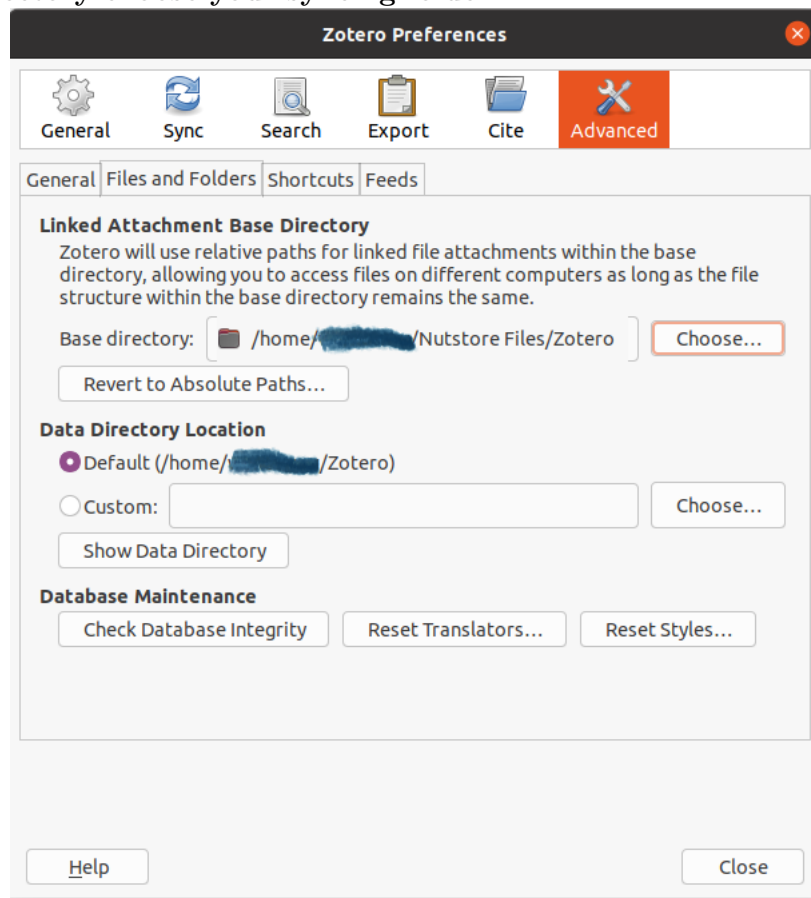 Zotero Preferences
General Sync Search Export Cite Advanced
General Files and Folders Shortcuts Feeds
Linked Attachment Base Directory
Zotero will use relative paths for linked file attachments within the base
directory, allowing you to access files on different computers as long as the file
structure within the base directory remains the same.
Base directory: /home/ /Nutstore Files/Zotero Choose...
Revert to Absolute Paths...
Data Directory Location
Default (/home/ /Zotero)
Custom: Choose...
Show Data Directory
Database Maintenance
Check Database Integrity Reset Translators... Reset Styles...
Help Close